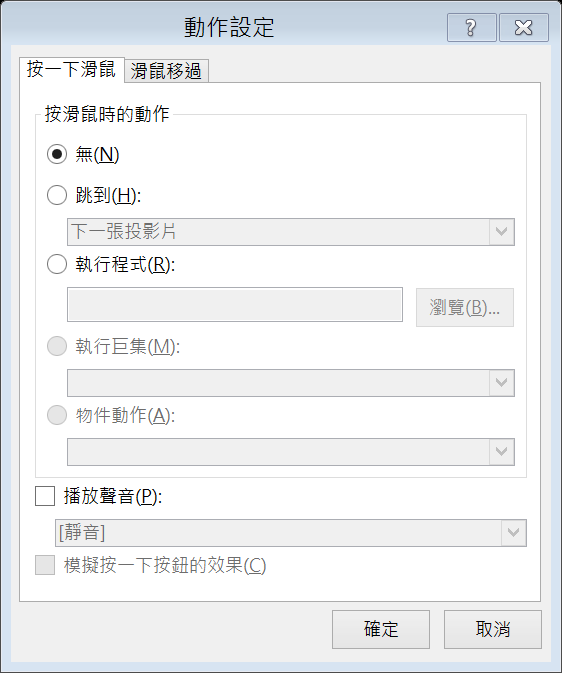 動作設定
按一下滑鼠 滑鼠移過
按滑鼠時的動作
無(N)
跳到(H):
下一張投影片
執行程式(R):
瀏覽(B)...
執行巨集(M):
物件動作(A):
播放聲音(P):
[靜音]
模擬按一下按鈕的效果(C)
確定 取消